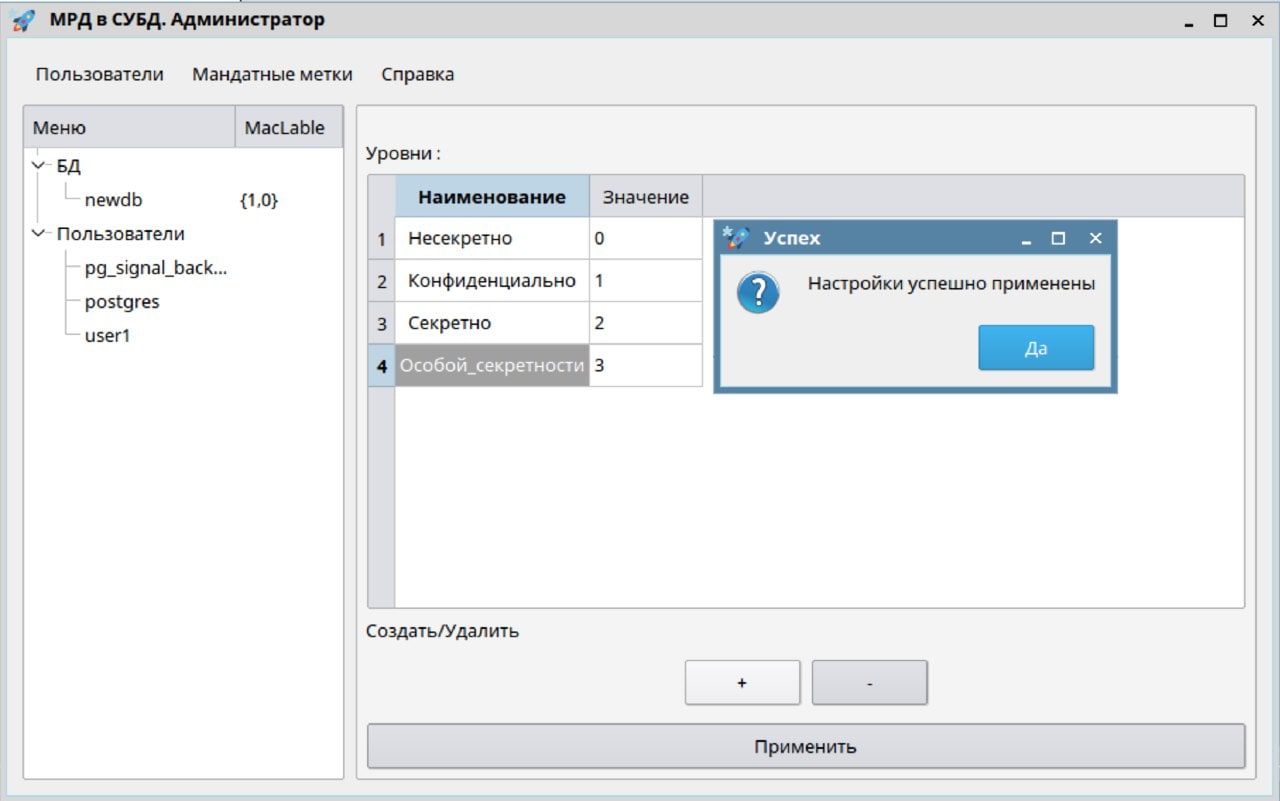 МРД в СУБД. Администратор
Пользователи Мандатные метки Справка
Меню MacLable
БД
newdb {1,0}
Пользователи
pg_signal_back...
postgres
user1
Уровни :
Наименование Значение
1 Несекретно 0
2 Конфиденциально 1
3 Секретно 2
4 Особой_секретности 3
Успех
Настройки успешно применены
Да
Создать/Удалить
+ -
Применить